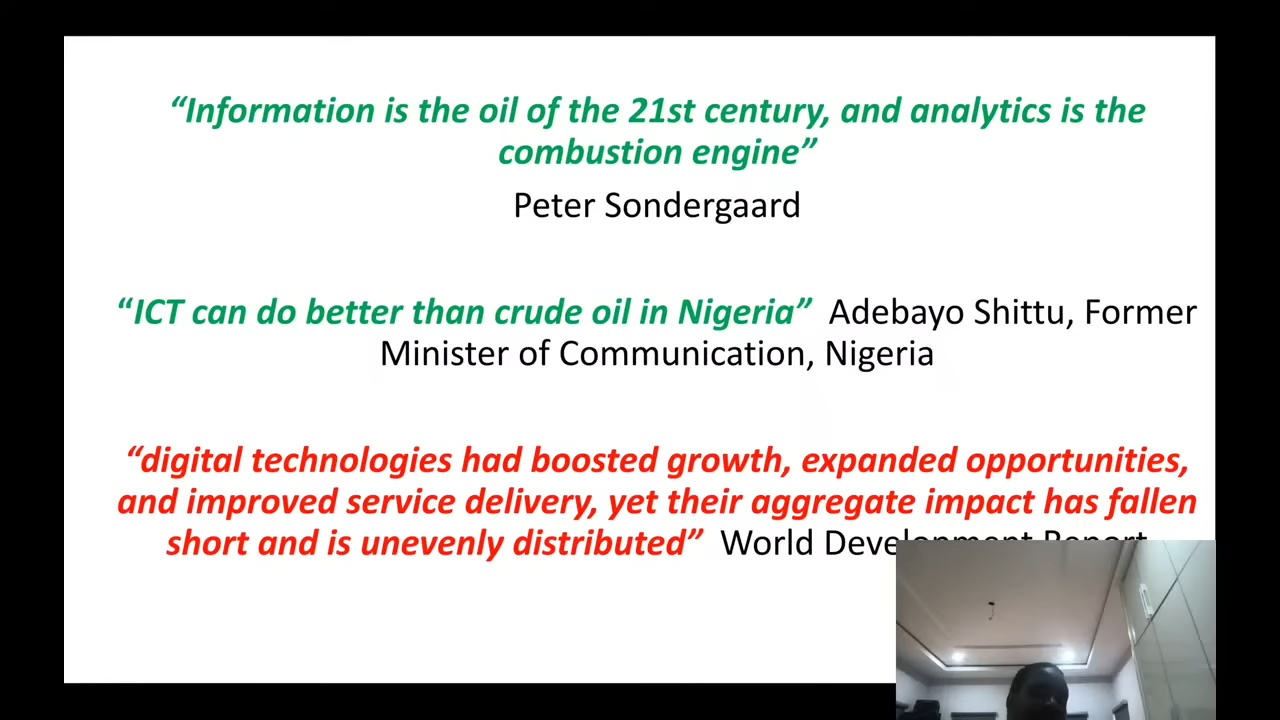 “Information is the oil of the 21st century, and analytics is the
combustion engine”
Peter Sondergaard
“ICT can do better than crude oil in Nigeria” Adebayo Shittu, Former
Minister of Communication, Nigeria
“digital technologies had boosted growth, expanded opportunities,
and improved service delivery, yet their aggregate impact has fallen
short and is unevenly distributed” World Development Report